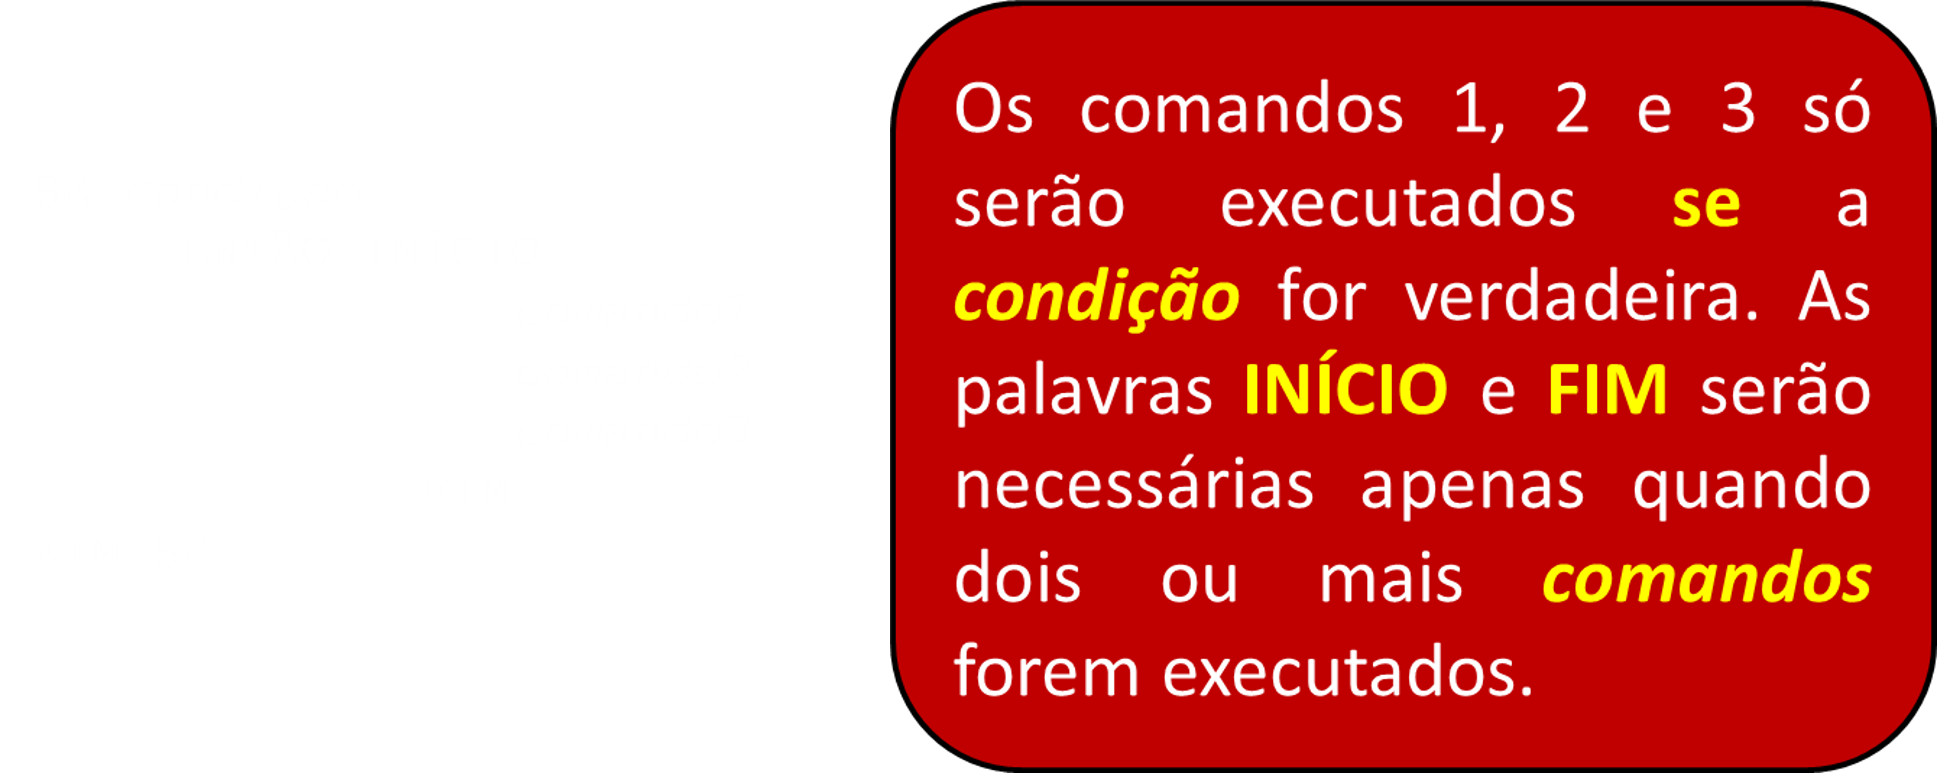 Os comandos 1, 2 e 3 só
serão executados se a
condição for verdadeira. As
palavras INÍCIO e FIM serão
necessárias apenas quando
dois ou mais comandos
forem executados.